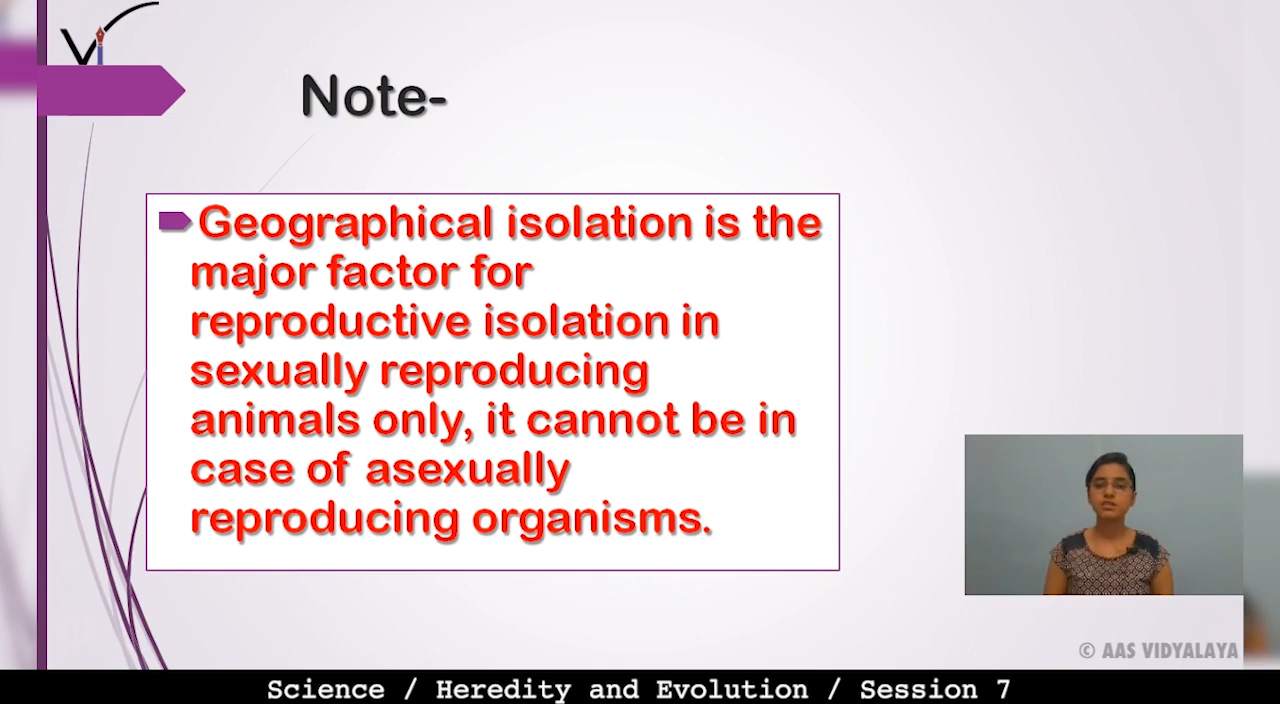 Note-
Geographical isolation is the
major factor for
reproductive isolation in
sexually reproducing
animals only, it cannot be in
case of asexually
reproducing organisms.
© AAS VIDYALAYA
Science / Heredity and Evolution / Session 7